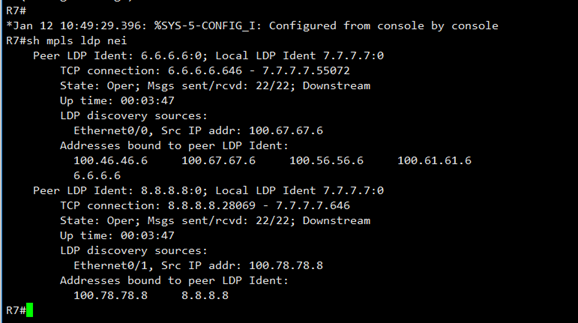 R7#
*Jan 12 10:49:29.396: %SYS-5-CONFIG_I: Configured from console by console
R7#sh mpls ldp nei
Peer LDP Ident: 6.6.6.6:0; Local LDP Ident 7.7.7.7:0
TCP connection: 6.6.6.6.646 - 7.7.7.7.55072
State: Oper; Msgs sent/rcvd: 22/22; Downstream
Up time: 00:03:47
LDP discovery sources:
Ethernet0/0, Src IP addr: 100.67.67.6
Addresses bound to peer LDP Ident:
100.46.46.6 100.67.67.6 100.56.56.6 100.61.61.6
6.6.6.6
Peer LDP Ident: 8.8.8.8:0; Local LDP Ident 7.7.7.7:0
TCP connection: 8.8.8.8.28069 - 7.7.7.7.646
State: Oper; Msgs sent/rcvd: 22/22; Downstream
Up time: 00:03:47
LDP discovery sources:
Ethernet0/1, Src IP addr: 100.78.78.8
Addresses bound to peer LDP Ident:
100.78.78.8 8.8.8.8
R7#